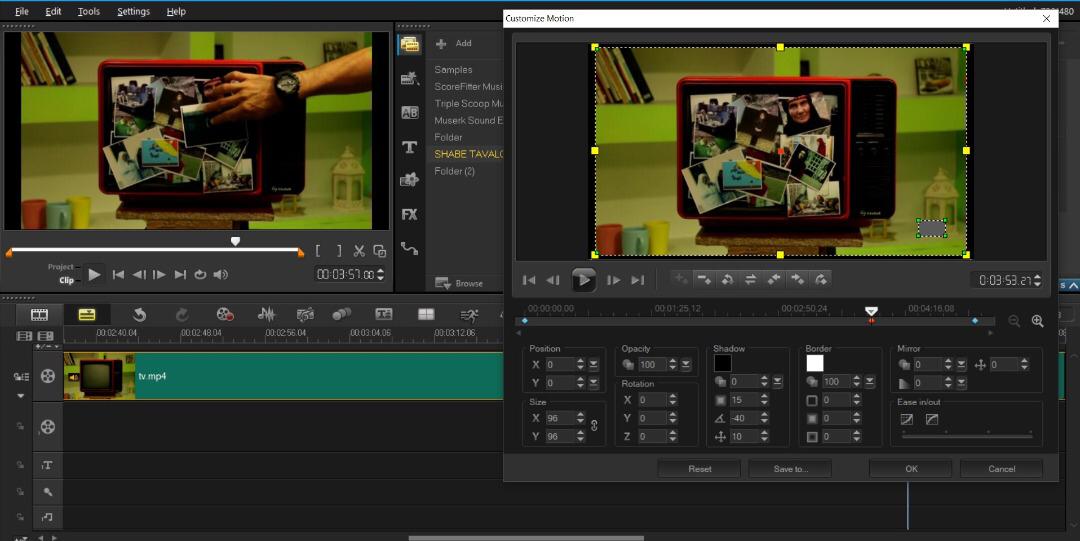 File Edit Tools Settings Help
Customize Motion
Add
Samples
ScoreFitter Musi
Triple Scoop Mu
Muserk Sound E
Folder
SHABE TAVALO
Folder (2)
AB
T
FX
Browse
Project
Clip
00:03:57.00
0:03:53.27
00:00:00.00 00:01:25.12 00:02:50.24 00:04:16.08
00:02:40.04 00:02:48.04 00:02:56.04 00:03:04.06 00:03:12.06
tv.mp4
Position
X 0
Y 0
Size
X 96
Y 96
Opacity
100
Rotation
X 0
Y 0
Z 0
Shadow
0
15
-40
10
Border
100
0
0
0
Mirror
0 0
0
Ease in/out
Reset Save to... OK Cancel